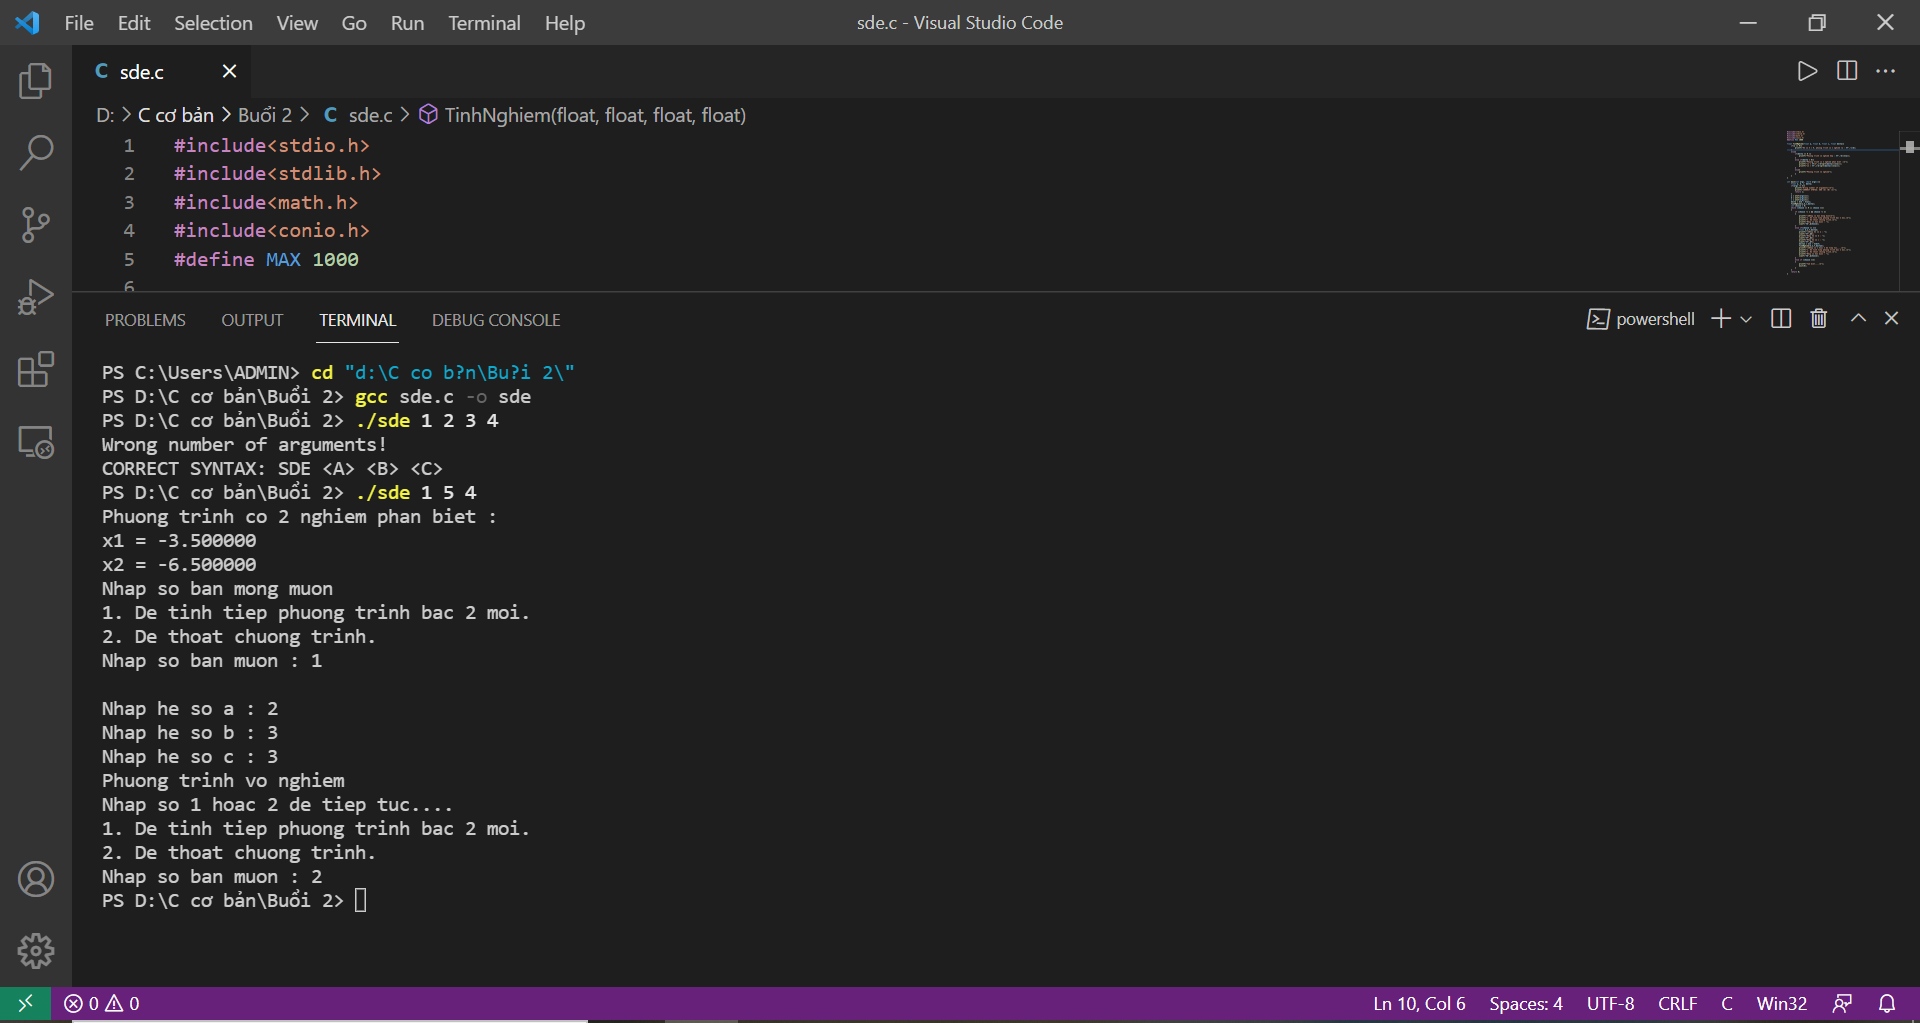 File Edit Selection View Go Run Terminal Help sde.c - Visual Studio Code
C sde.c
D: > C cơ bản > Buổi 2 > C sde.c > TinhNghiem(float, float, float, float)
1 #include<stdio.h>
2 #include<stdlib.h>
3 #include<math.h>
4 #include<conio.h>
5 #define MAX 1000
6
PROBLEMS OUTPUT TERMINAL DEBUG CONSOLE powershell
PS C:\Users\ADMIN> cd "d:\C co b?n\Bu?i 2\"
PS D:\C cơ bản\Buổi 2> gcc sde.c -o sde
PS D:\C cơ bản\Buổi 2> ./sde 1 2 3 4
Wrong number of arguments!
CORRECT SYNTAX: SDE <A> <B> <C>
PS D:\C cơ bản\Buổi 2> ./sde 1 5 4
Phuong trinh co 2 nghiem phan biet :
x1 = -3.500000
x2 = -6.500000
Nhap so ban mong muon
1. De tinh tiep phuong trinh bac 2 moi.
2. De thoat chuong trinh.
Nhap so ban muon : 1
Nhap he so a : 2
Nhap he so b : 3
Nhap he so c : 3
Phuong trinh vo nghiem
Nhap so 1 hoac 2 de tiep tuc....
1. De tinh tiep phuong trinh bac 2 moi.
2. De thoat chuong trinh.
Nhap so ban muon : 2
PS D:\C cơ bản\Buổi 2>
0 0 Ln 10, Col 6 Spaces: 4 UTF-8 CRLF C Win32